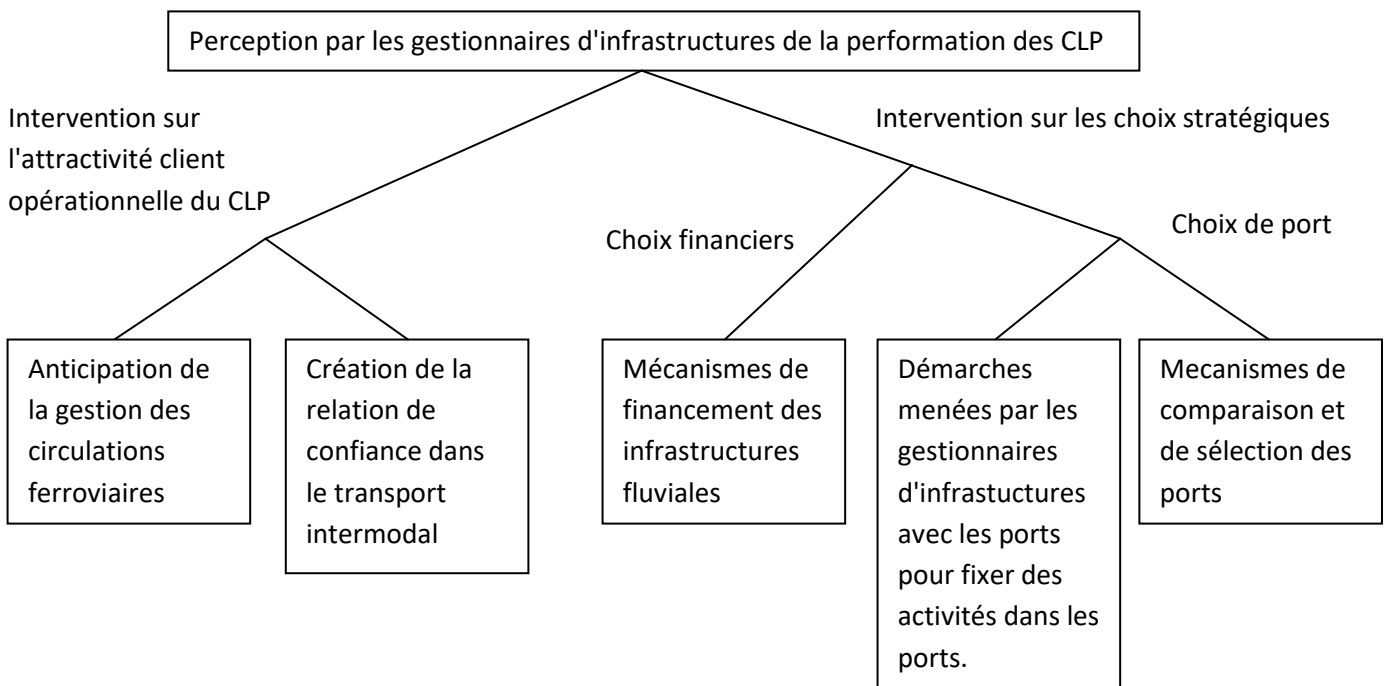 Perception par les gestionnaires d'infrastructures de la performation des CLP
Intervention sur
l'attractivité client
opérationnelle du CLP
Intervention sur les choix stratégiques
Choix financiers
Choix de port
Anticipation de
la gestion des
circulations
ferroviaires
Création de la
relation de
confiance dans
le transport
intermodal
Mécanismes de
financement des
infrastructures
fluviales
Démarches
menées par les
gestionnaires
d'infrastuctures
avec les ports
pour fixer des
activités dans les
ports.
Mecanismes de
comparaison et
de sélection des
ports